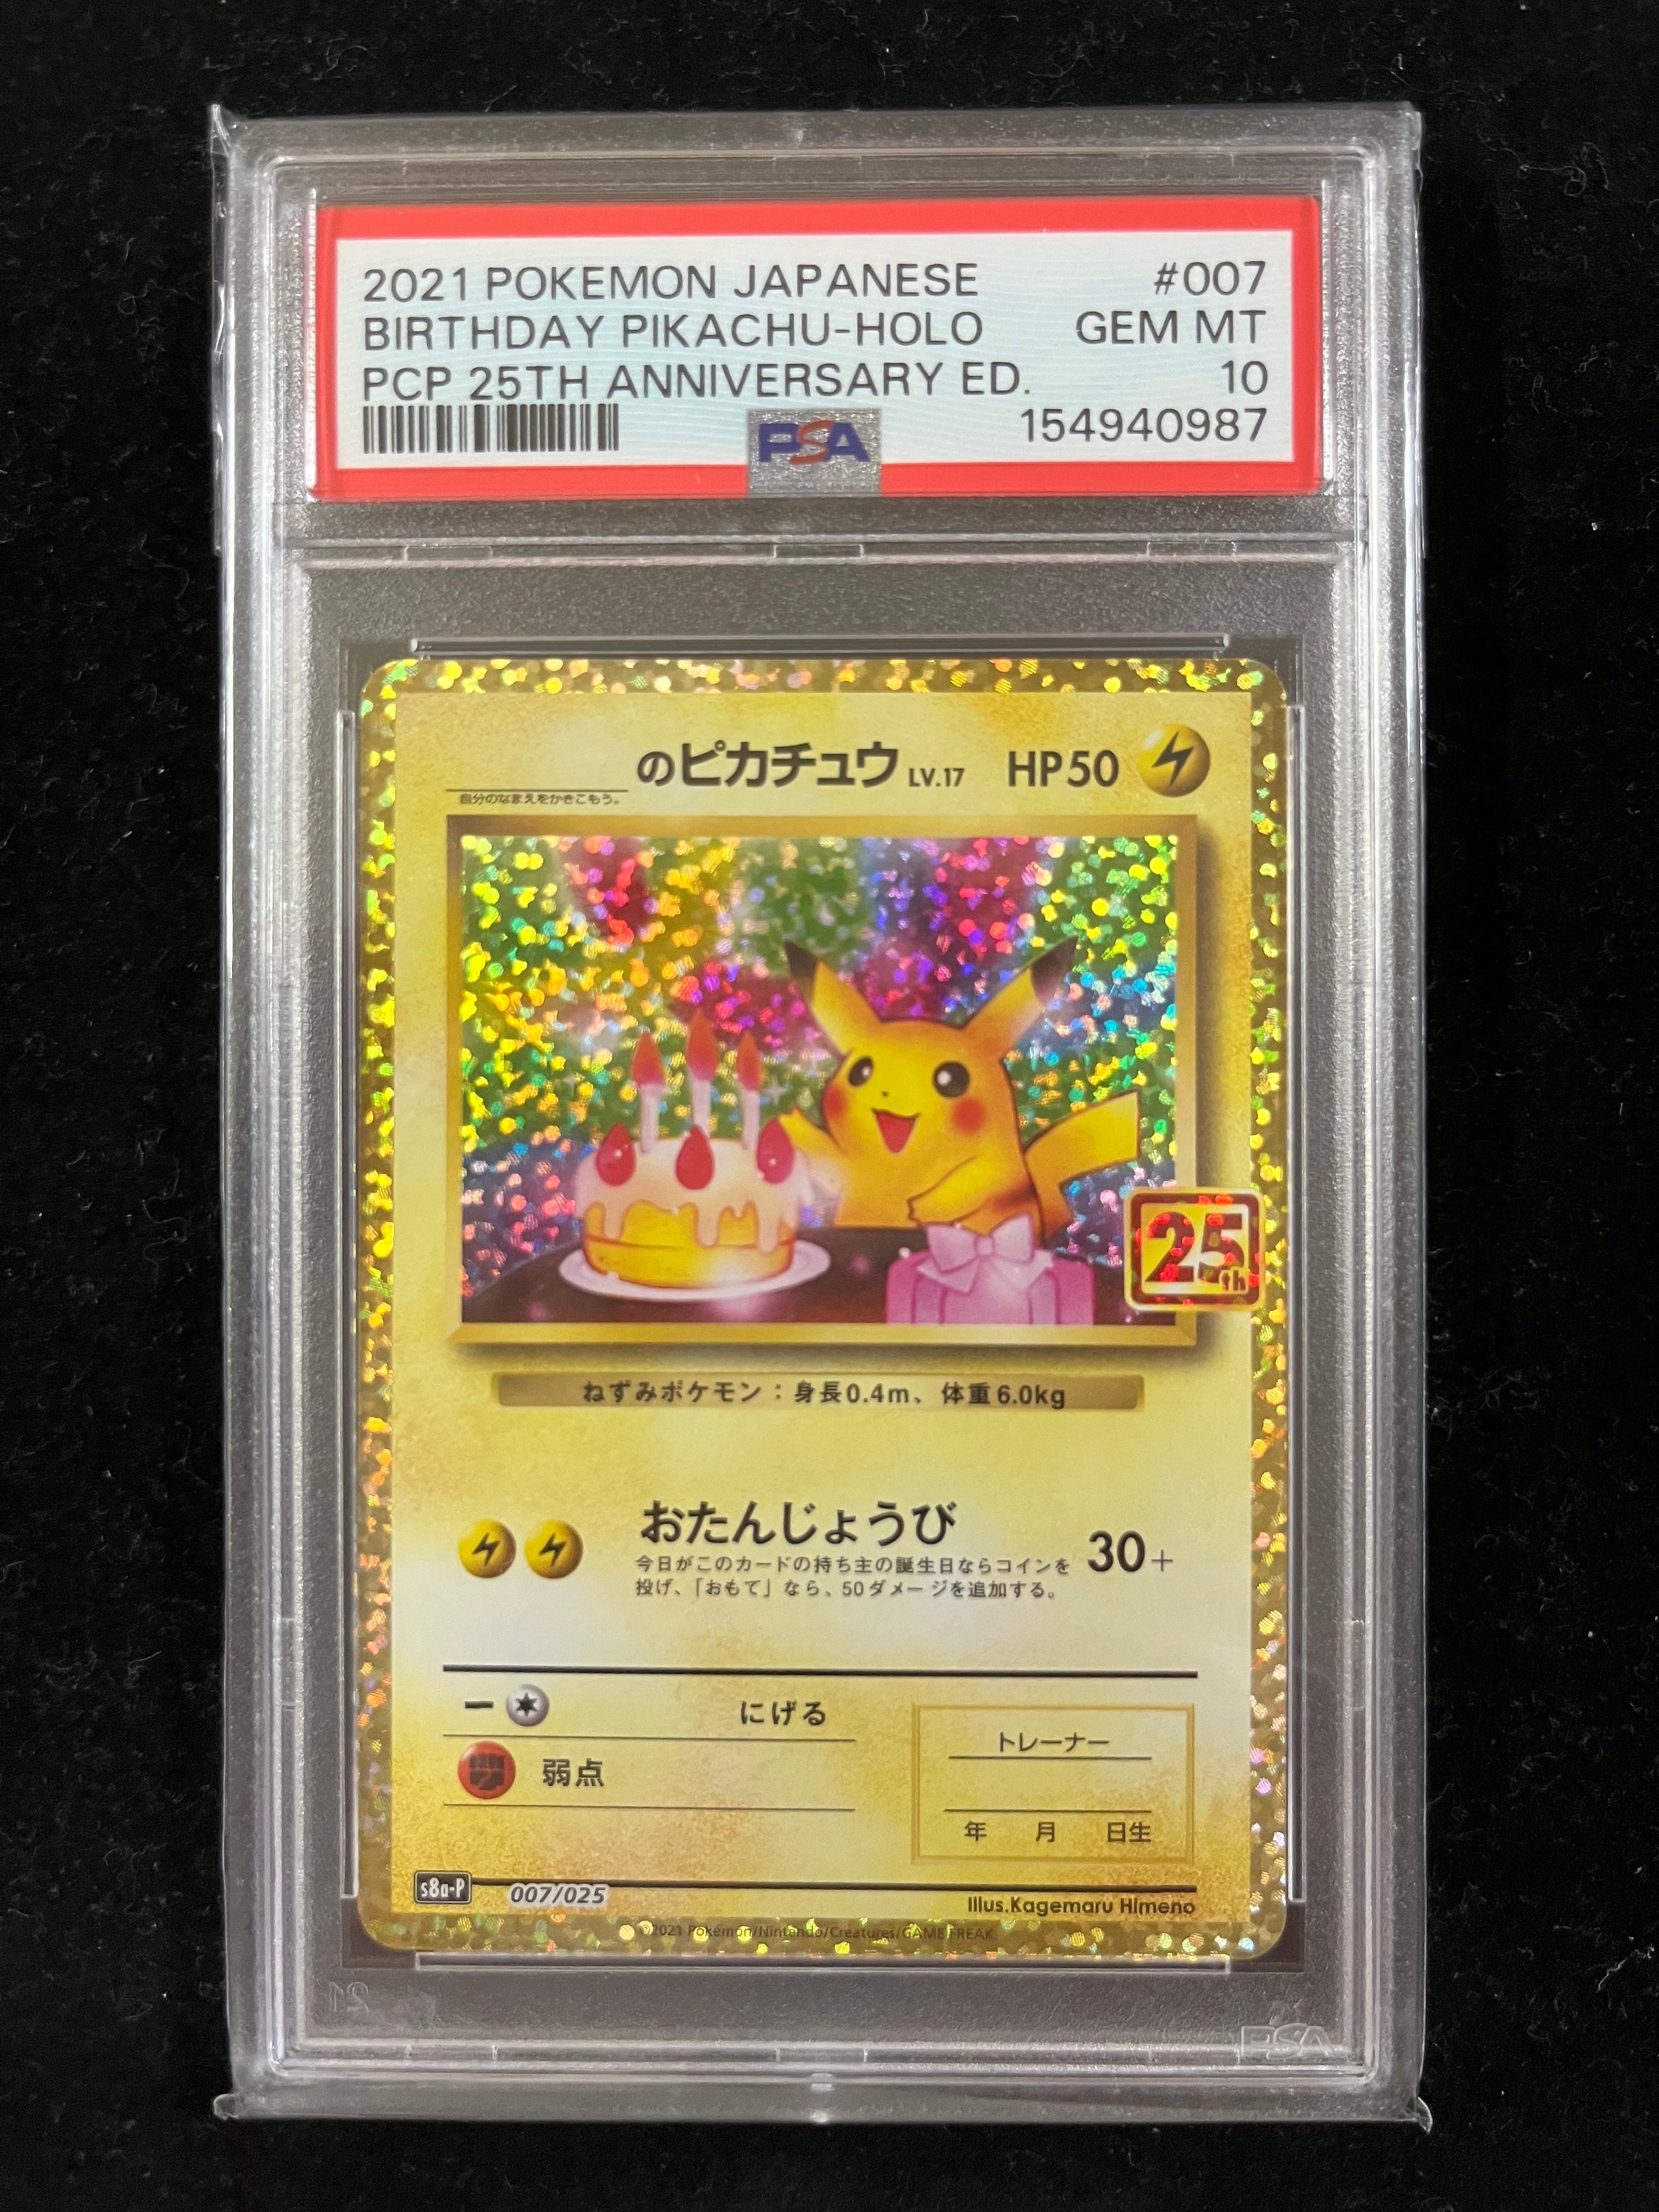 2021 POKEMON JAPANESE #007
BIRTHDAY PIKACHU-HOLO GEM MT
PCP 25TH ANNIVERSARY ED. 10
PSA 154940987
のピカチュウ LV.17 HP50
自分のなまえをかきこもう。
25th
ねずみポケモン：身長0.4m、体重6.0kg
おたんじょうび 30+
今日がこのカードの持ち主の誕生日ならコインを
投げ、「おもて」なら、50ダメージを追加する。
にげる
トレーナー
弱点
年 月 日生
s8a-P 007/025 Illus.Kagemaru Himeno
©2021 Pokémon/Nintendo/Creatures/GAME FREAK.
PSA